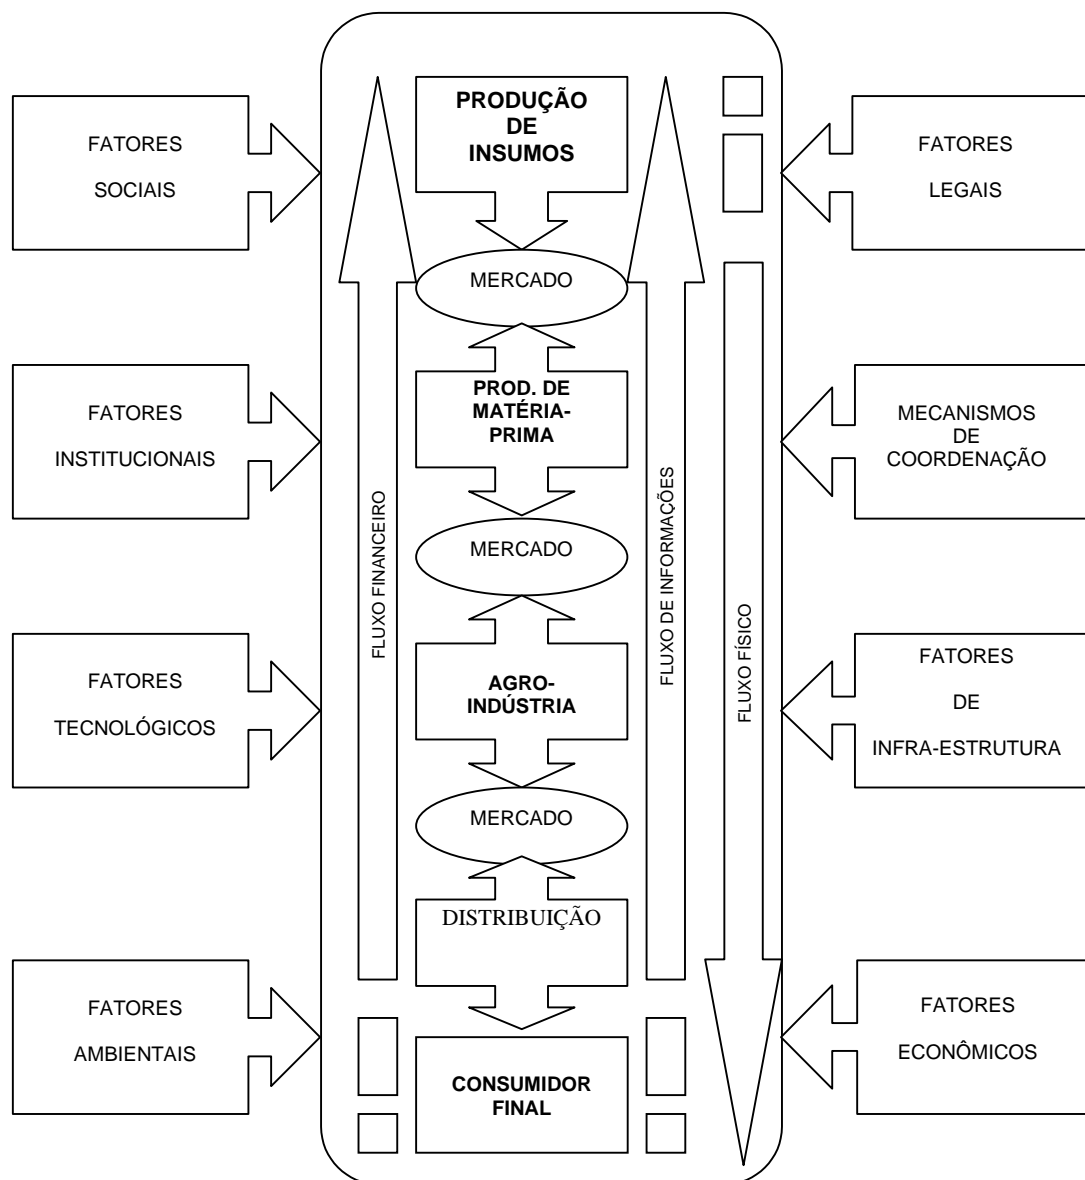 PRODUÇÃO
DE
INSUMOS
FATORES
SOCIAIS
FATORES
LEGAIS
MERCADO
PROD. DE
MATÉRIA-
PRIMA
FATORES
INSTITUCIONAIS
MECANISMOS
DE
COORDENAÇÃO
FLUXO FINANCEIRO
FLUXO DE INFORMAÇÕES
FLUXO FÍSICO
MERCADO
AGRO-
INDÚSTRIA
FATORES
TECNOLÓGICOS
FATORES
DE
INFRA-ESTRUTURA
MERCADO
DISTRIBUIÇÃO
FATORES
AMBIENTAIS
FATORES
ECONÔMICOS
CONSUMIDOR
FINAL